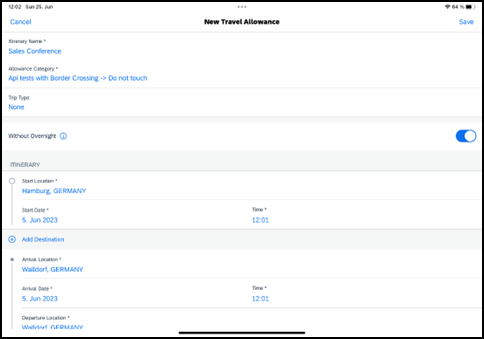 12:02 Sun 25. Jun
64 %
Cancel
New Travel Allowance
Save
Itinerary Name *
Sales Conference
Allowance Category *
Api tests with Border Crossing -> Do not touch
Trip Type
None
Without Overnight
ITINERARY
Start Location *
Hamburg, GERMANY
Start Date *
Time *
5. Jun 2023
12:01
Add Destination
Arrival Location *
Walldorf, GERMANY
Arrival Date *
Time *
5. Jun 2023
12:01
Departure Location *
Walldorf, GERMANY